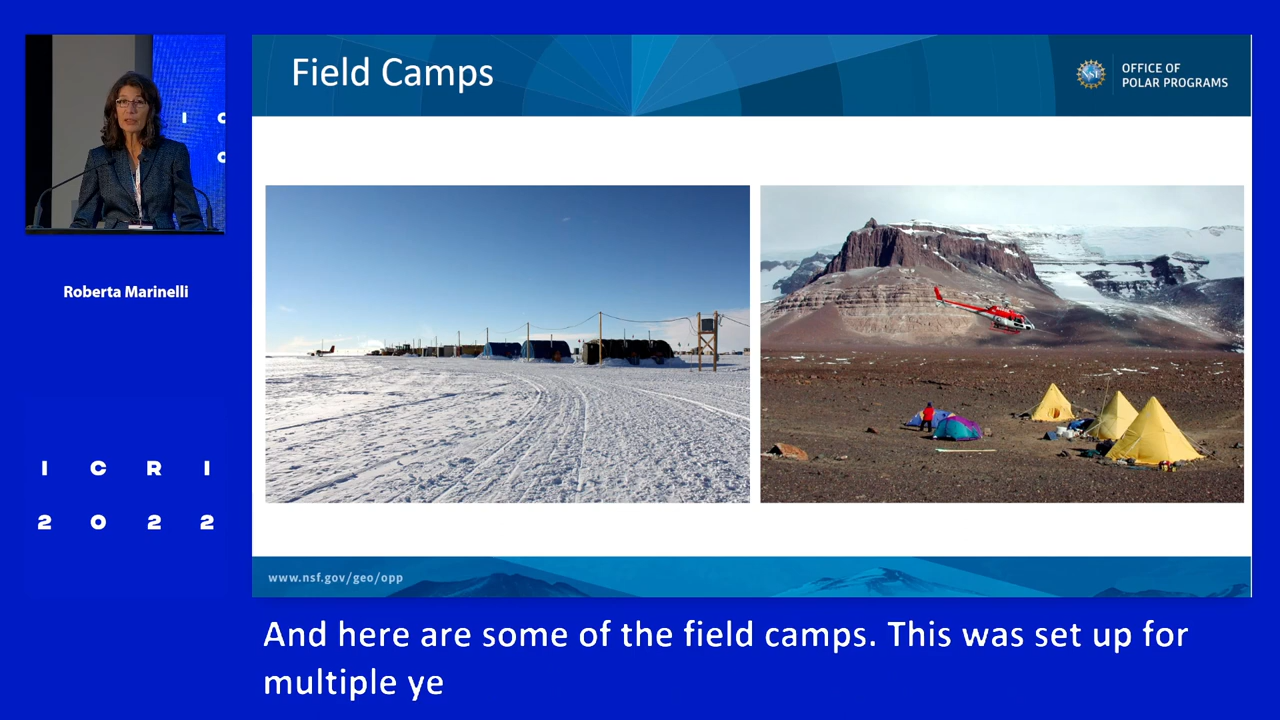 Field Camps
OFFICE OF
POLAR PROGRAMS
I C
O
Roberta Marinelli
I C R I
2 0 2 2
www.nsf.gov/geo/opp
And here are some of the field camps. This was set up for
multiple ye